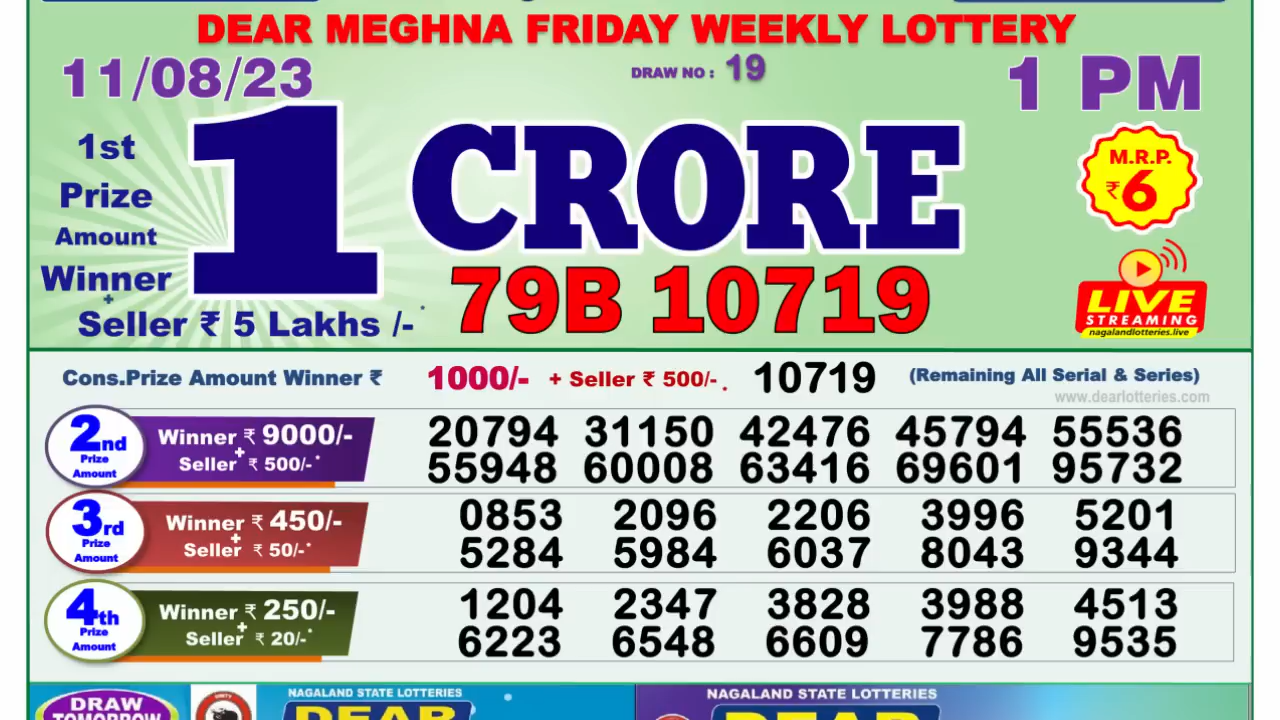 DEAR MEGHNA FRIDAY WEEKLY LOTTERY
11/08/23
DRAW NO : 19
1 PM
1st
Prize
Amount
Winner
+
Seller ₹ 5 Lakhs /-*
1 CRORE
79B 10719
M.R.P.
₹6
LIVE
STREAMING
nagalandlotteries.live
Cons.Prize Amount Winner ₹ 1000/- + Seller ₹ 500/- . 10719 (Remaining All Serial & Series)
www.dearlotteries.com
2nd
Prize
Amount
Winner ₹ 9000/-
+
Seller ₹ 500/-*
20794 31150 42476 45794 55536
55948 60008 63416 69601 95732
3rd
Prize
Amount
Winner ₹ 450/-
+
Seller ₹ 50/-*
0853 2096 2206 3996 5201
5284 5984 6037 8043 9344
4th
Prize
Amount
Winner ₹ 250/-
+
Seller ₹ 20/-*
1204 2347 3828 3988 4513
6223 6548 6609 7786 9535
DRAW
TOMORROW
UNITY
NAGALAND STATE LOTTERIES
DEAR
NAGALAND STATE LOTTERIES
DEAR